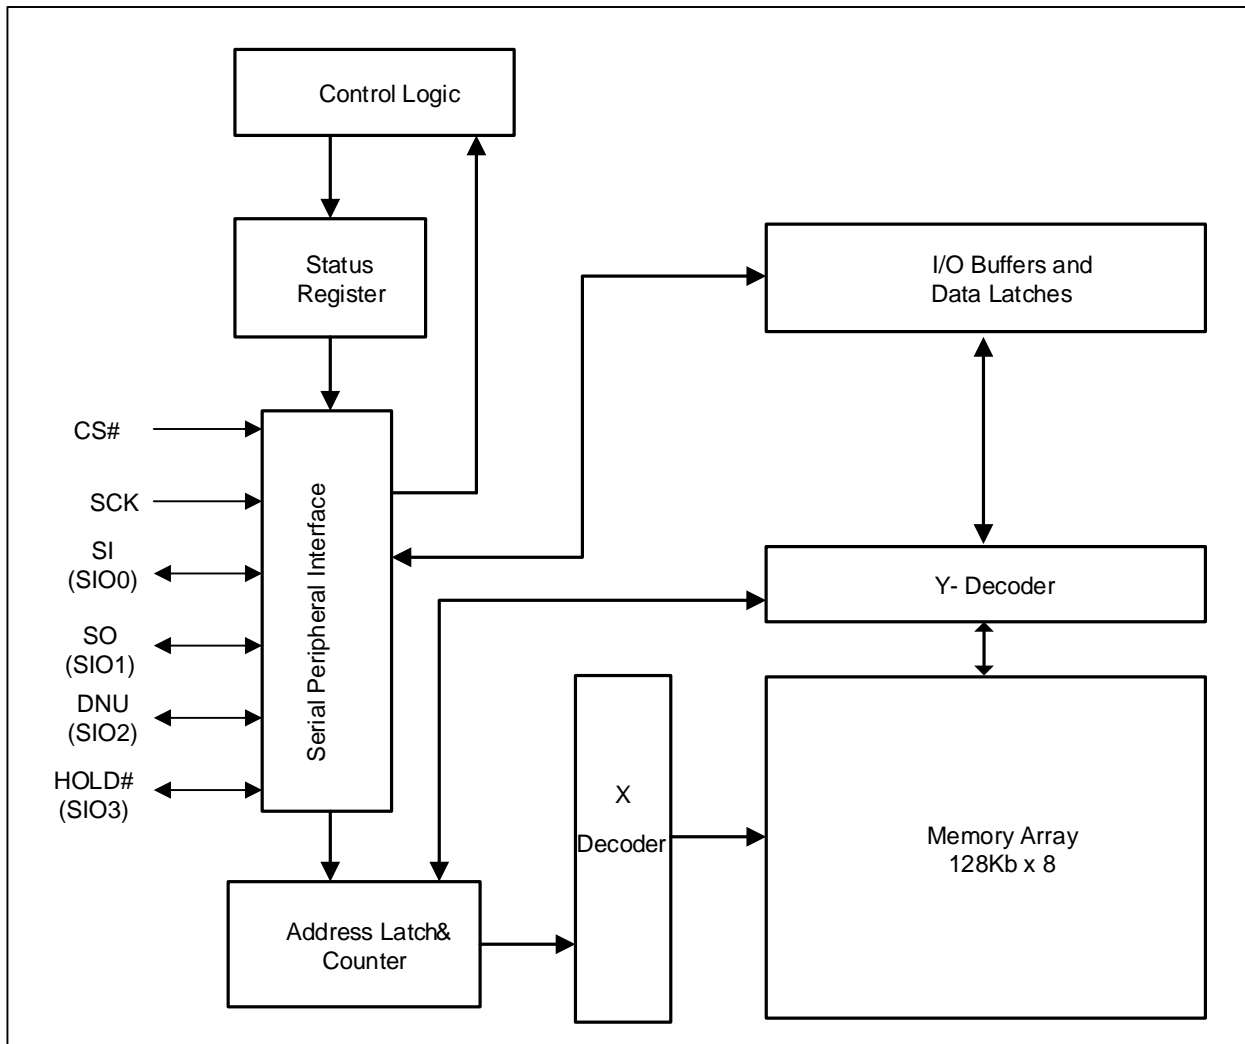 Control Logic
Status
Register
I/O Buffers and
Data Latches
CS#
SCK
SI
(SIO0)
SO
(SIO1)
DNU
(SIO2)
HOLD#
(SIO3)
Serial Peripheral Interface
Y- Decoder
X
Decoder
Memory Array
128Kb x 8
Address Latch&
Counter